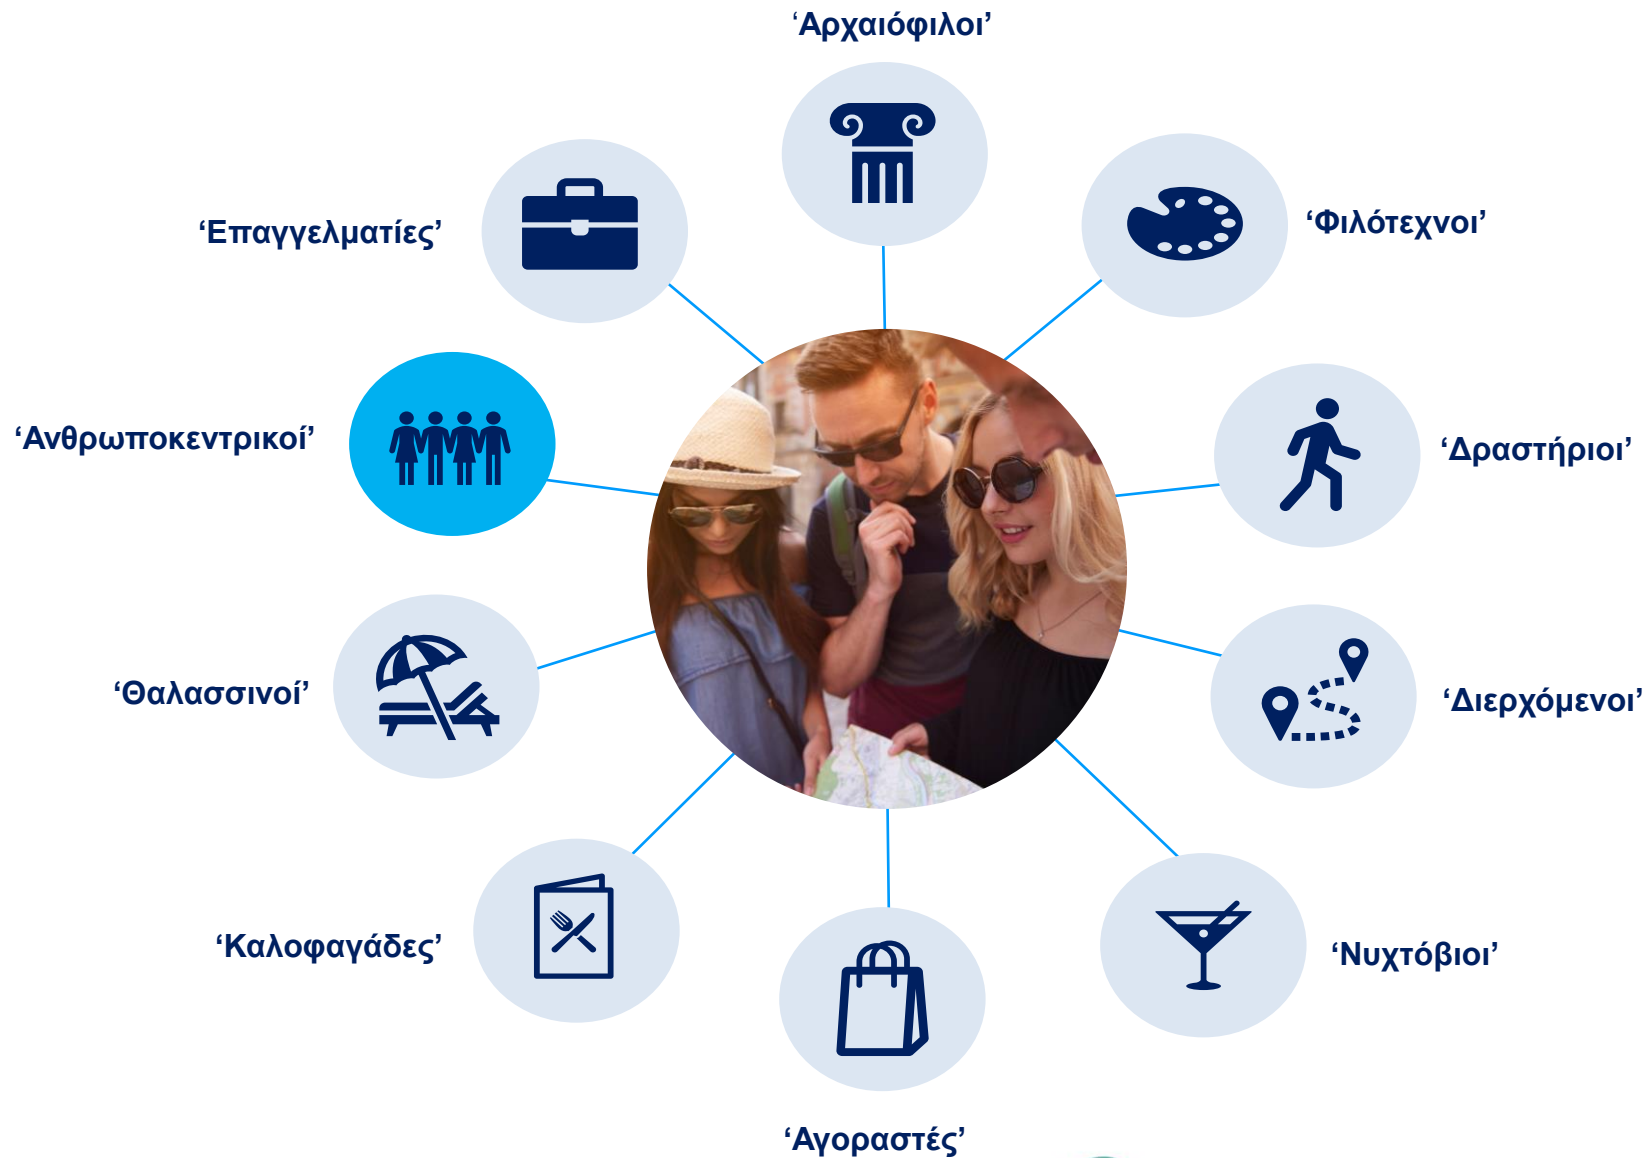 ‘Αρχαιόφιλοι’
‘Φιλότεχνοι’
‘Επαγγελματίες’
‘Ανθρωποκεντρικοί’
‘Δραστήριοι’
‘Θαλασσινοί’
‘Διερχόμενοι’
‘Καλοφαγάδες’
‘Νυχτόβιοι’
‘Αγοραστές’